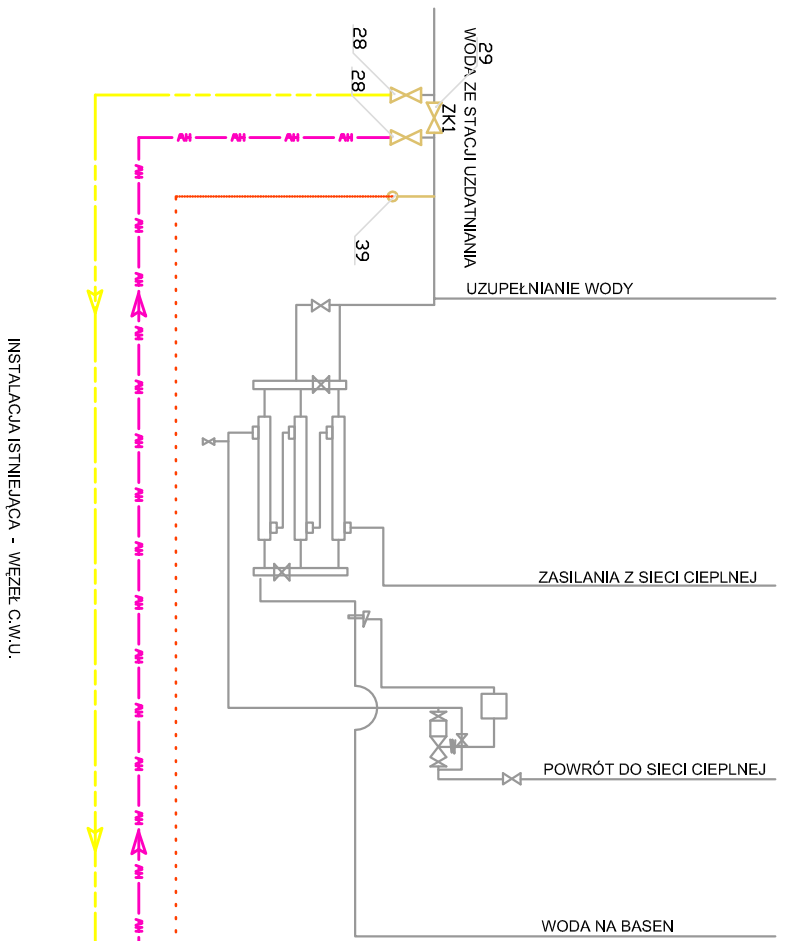 28
28
29
ZK1
WODA ZE STACJI UZDATNIANIA
39
UZUPEŁNIANIE WODY
ZASILANIA Z SIECI CIEPLNEJ
POWRÓT DO SIECI CIEPLNEJ
WODA NA BASEN
INSTALACJA ISTNIEJĄCA - WĘZEŁ C.W.U.